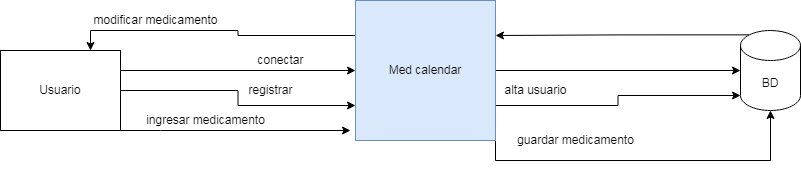 modificar medicamento
conectar
Med calendar
Usuario
registrar
alta usuario
BD
ingresar medicamento
guardar medicamento